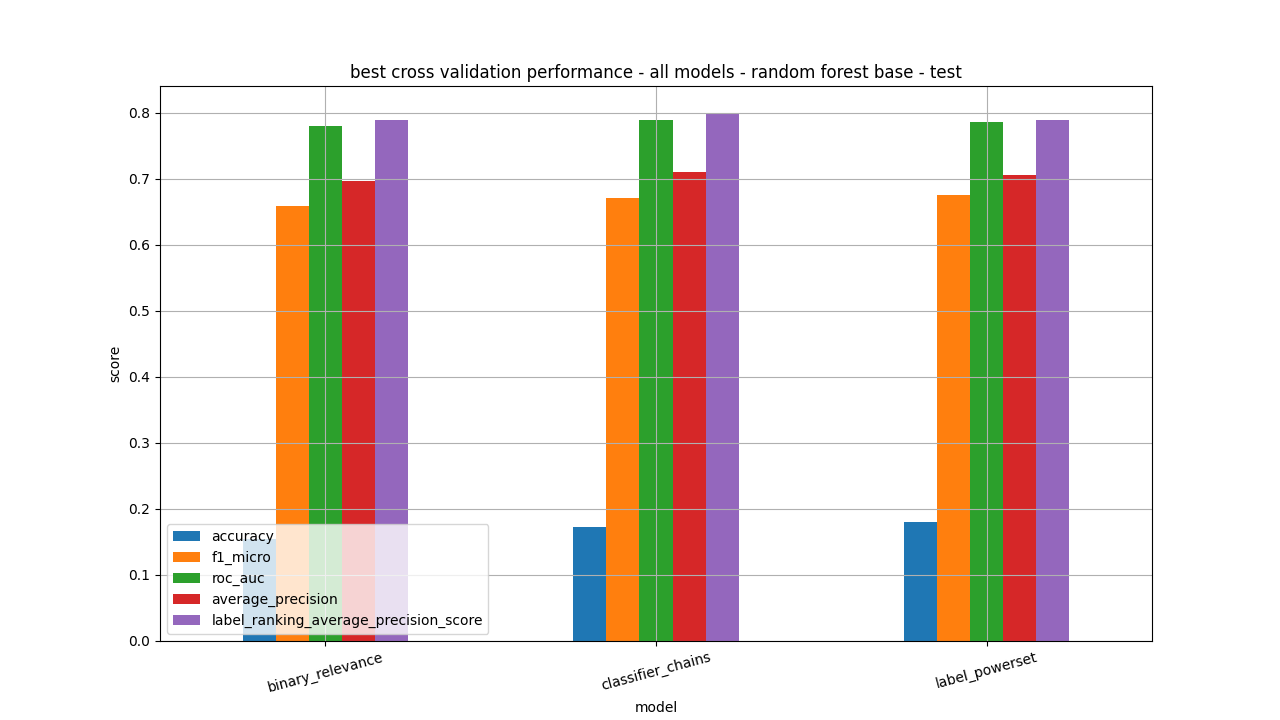 best cross validation performance - all models - random forest base - test
score
0.8
0.7
0.6
0.5
0.4
0.3
0.2
0.1
0.0
accuracy
f1_micro
roc_auc
average_precision
label_ranking_average_precision_score
binary_relevance
classifier_chains
label_powerset
model